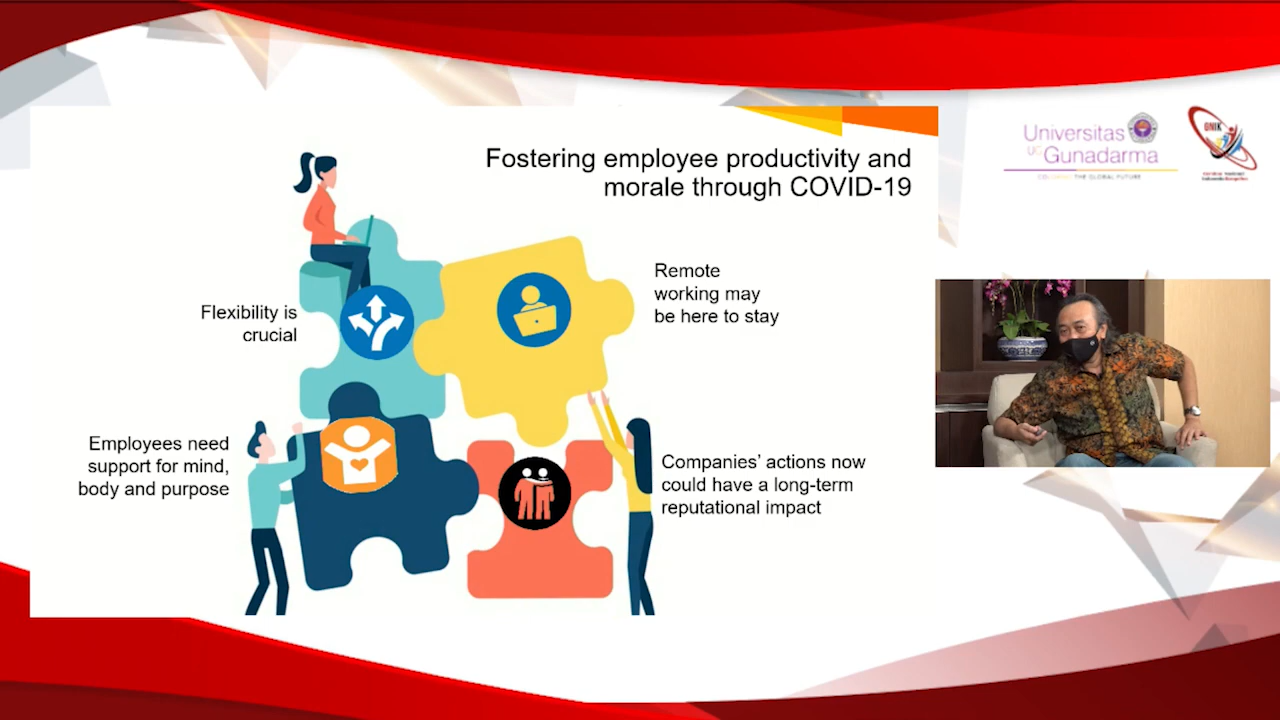 Fostering employee productivity and
morale through COVID-19
Universitas
UG Gunadarma
THE GLOBAL FUTURE
GNIK
Flexibility is
crucial
Remote
working may
be here to stay
Employees need
support for mind,
body and purpose
Companies’ actions now
could have a long-term
reputational impact